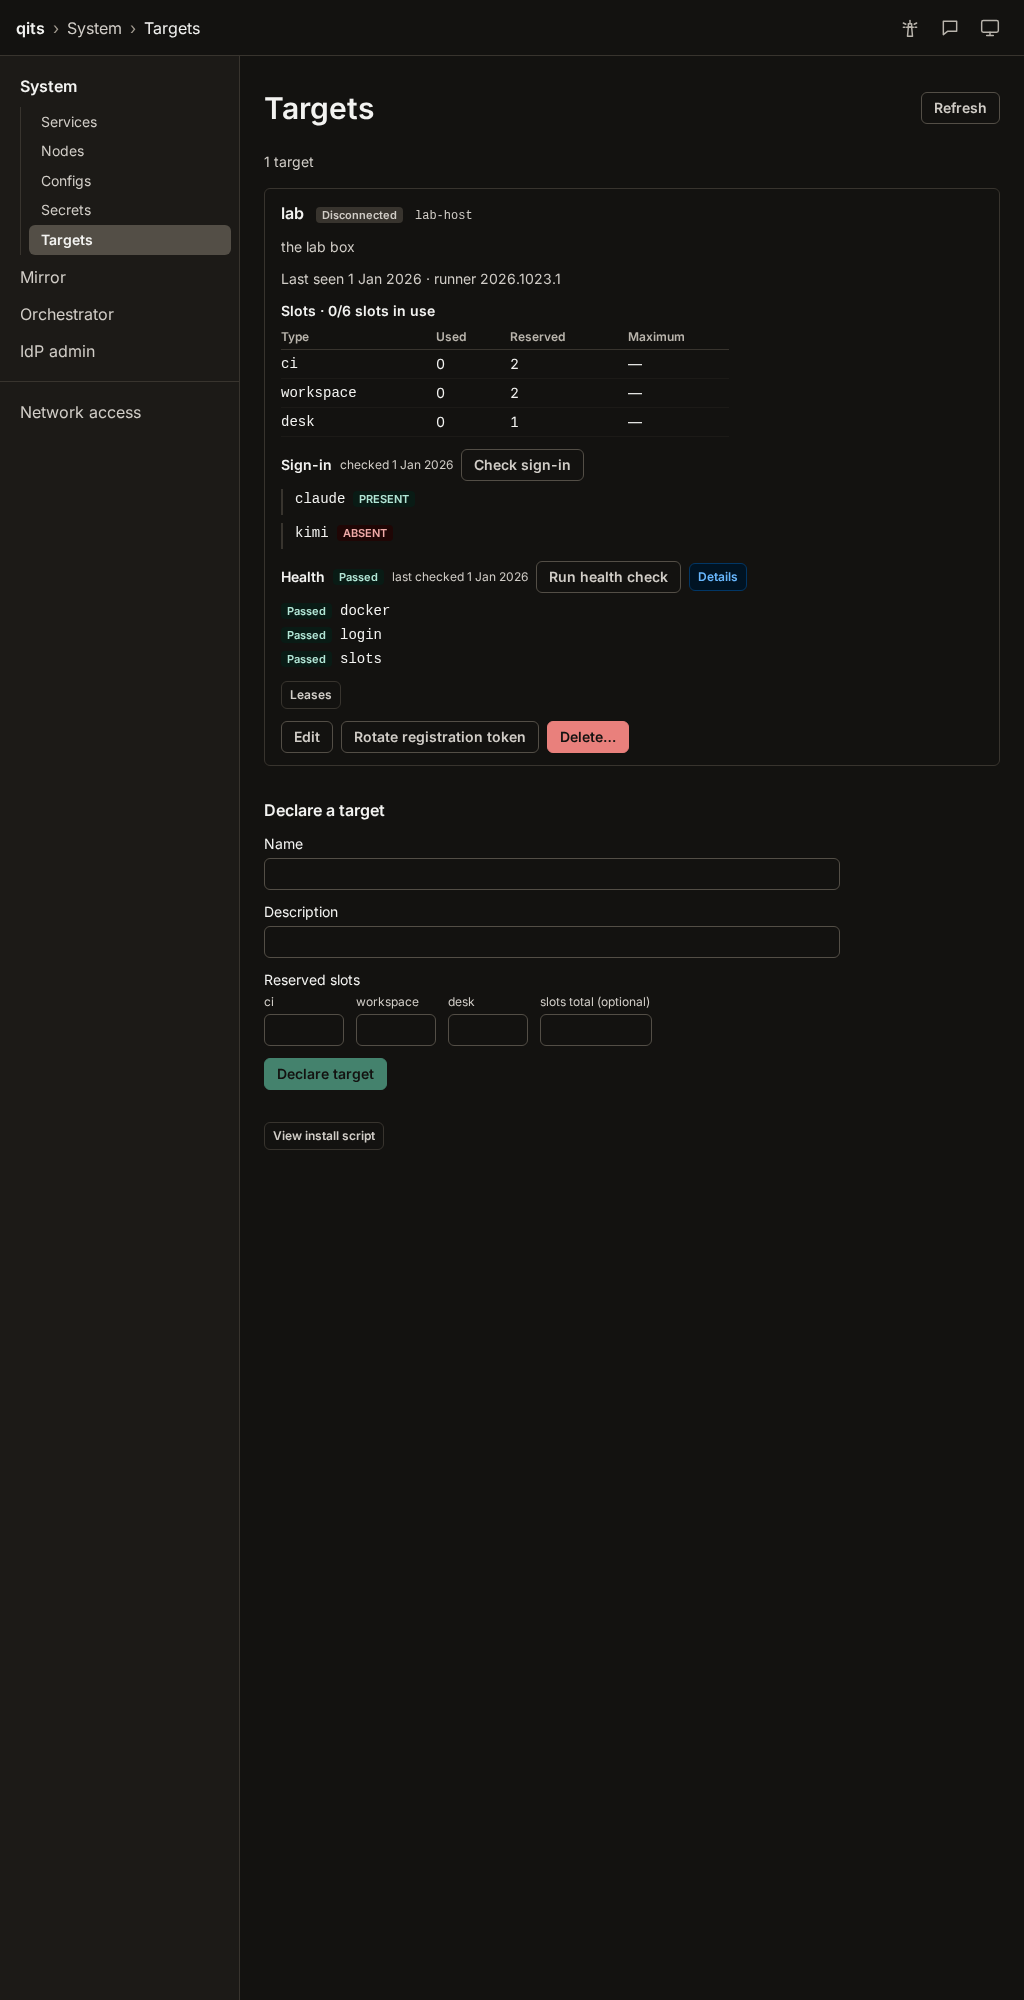 qits › System › Targets
System
Services
Nodes
Configs
Secrets
Targets
Mirror
Orchestrator
IdP admin
Network access
Targets
Refresh
1 target
lab Disconnected lab-host
the lab box
Last seen 1 Jan 2026 · runner 2026.1023.1
Slots · 0/6 slots in use
Type Used Reserved Maximum
ci 0 2 —
workspace 0 2 —
desk 0 1 —
Sign-in checked 1 Jan 2026 Check sign-in
claude PRESENT
kimi ABSENT
Health Passed last checked 1 Jan 2026 Run health check Details
Passed docker
Passed login
Passed slots
Leases
Edit Rotate registration token Delete…
Declare a target
Name
Description
Reserved slots
ci workspace desk slots total (optional)
Declare target
View install script